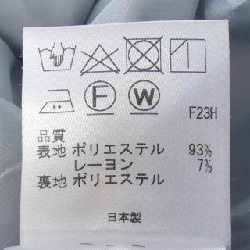 F W
F23H
品質
表地 ポリエステル 93%
レーヨン 7%
裏地 ポリエステル
日本製